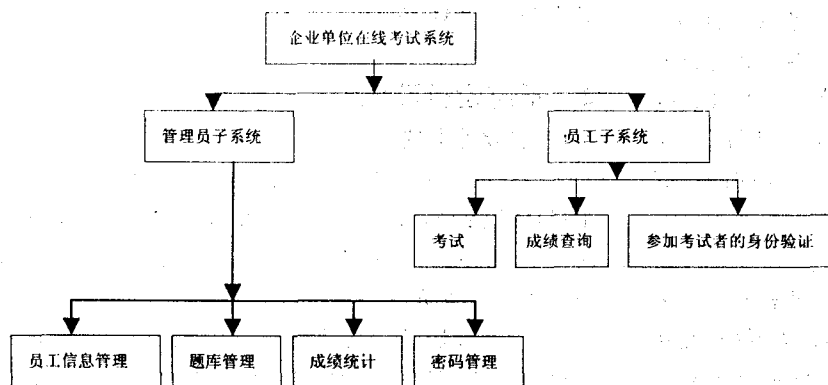 企业单位在线考试系统
管理员子系统
员工子系统
考试
成绩查询
参加考试者的身份验证
员工信息管理
题库管理
成绩统计
密码管理